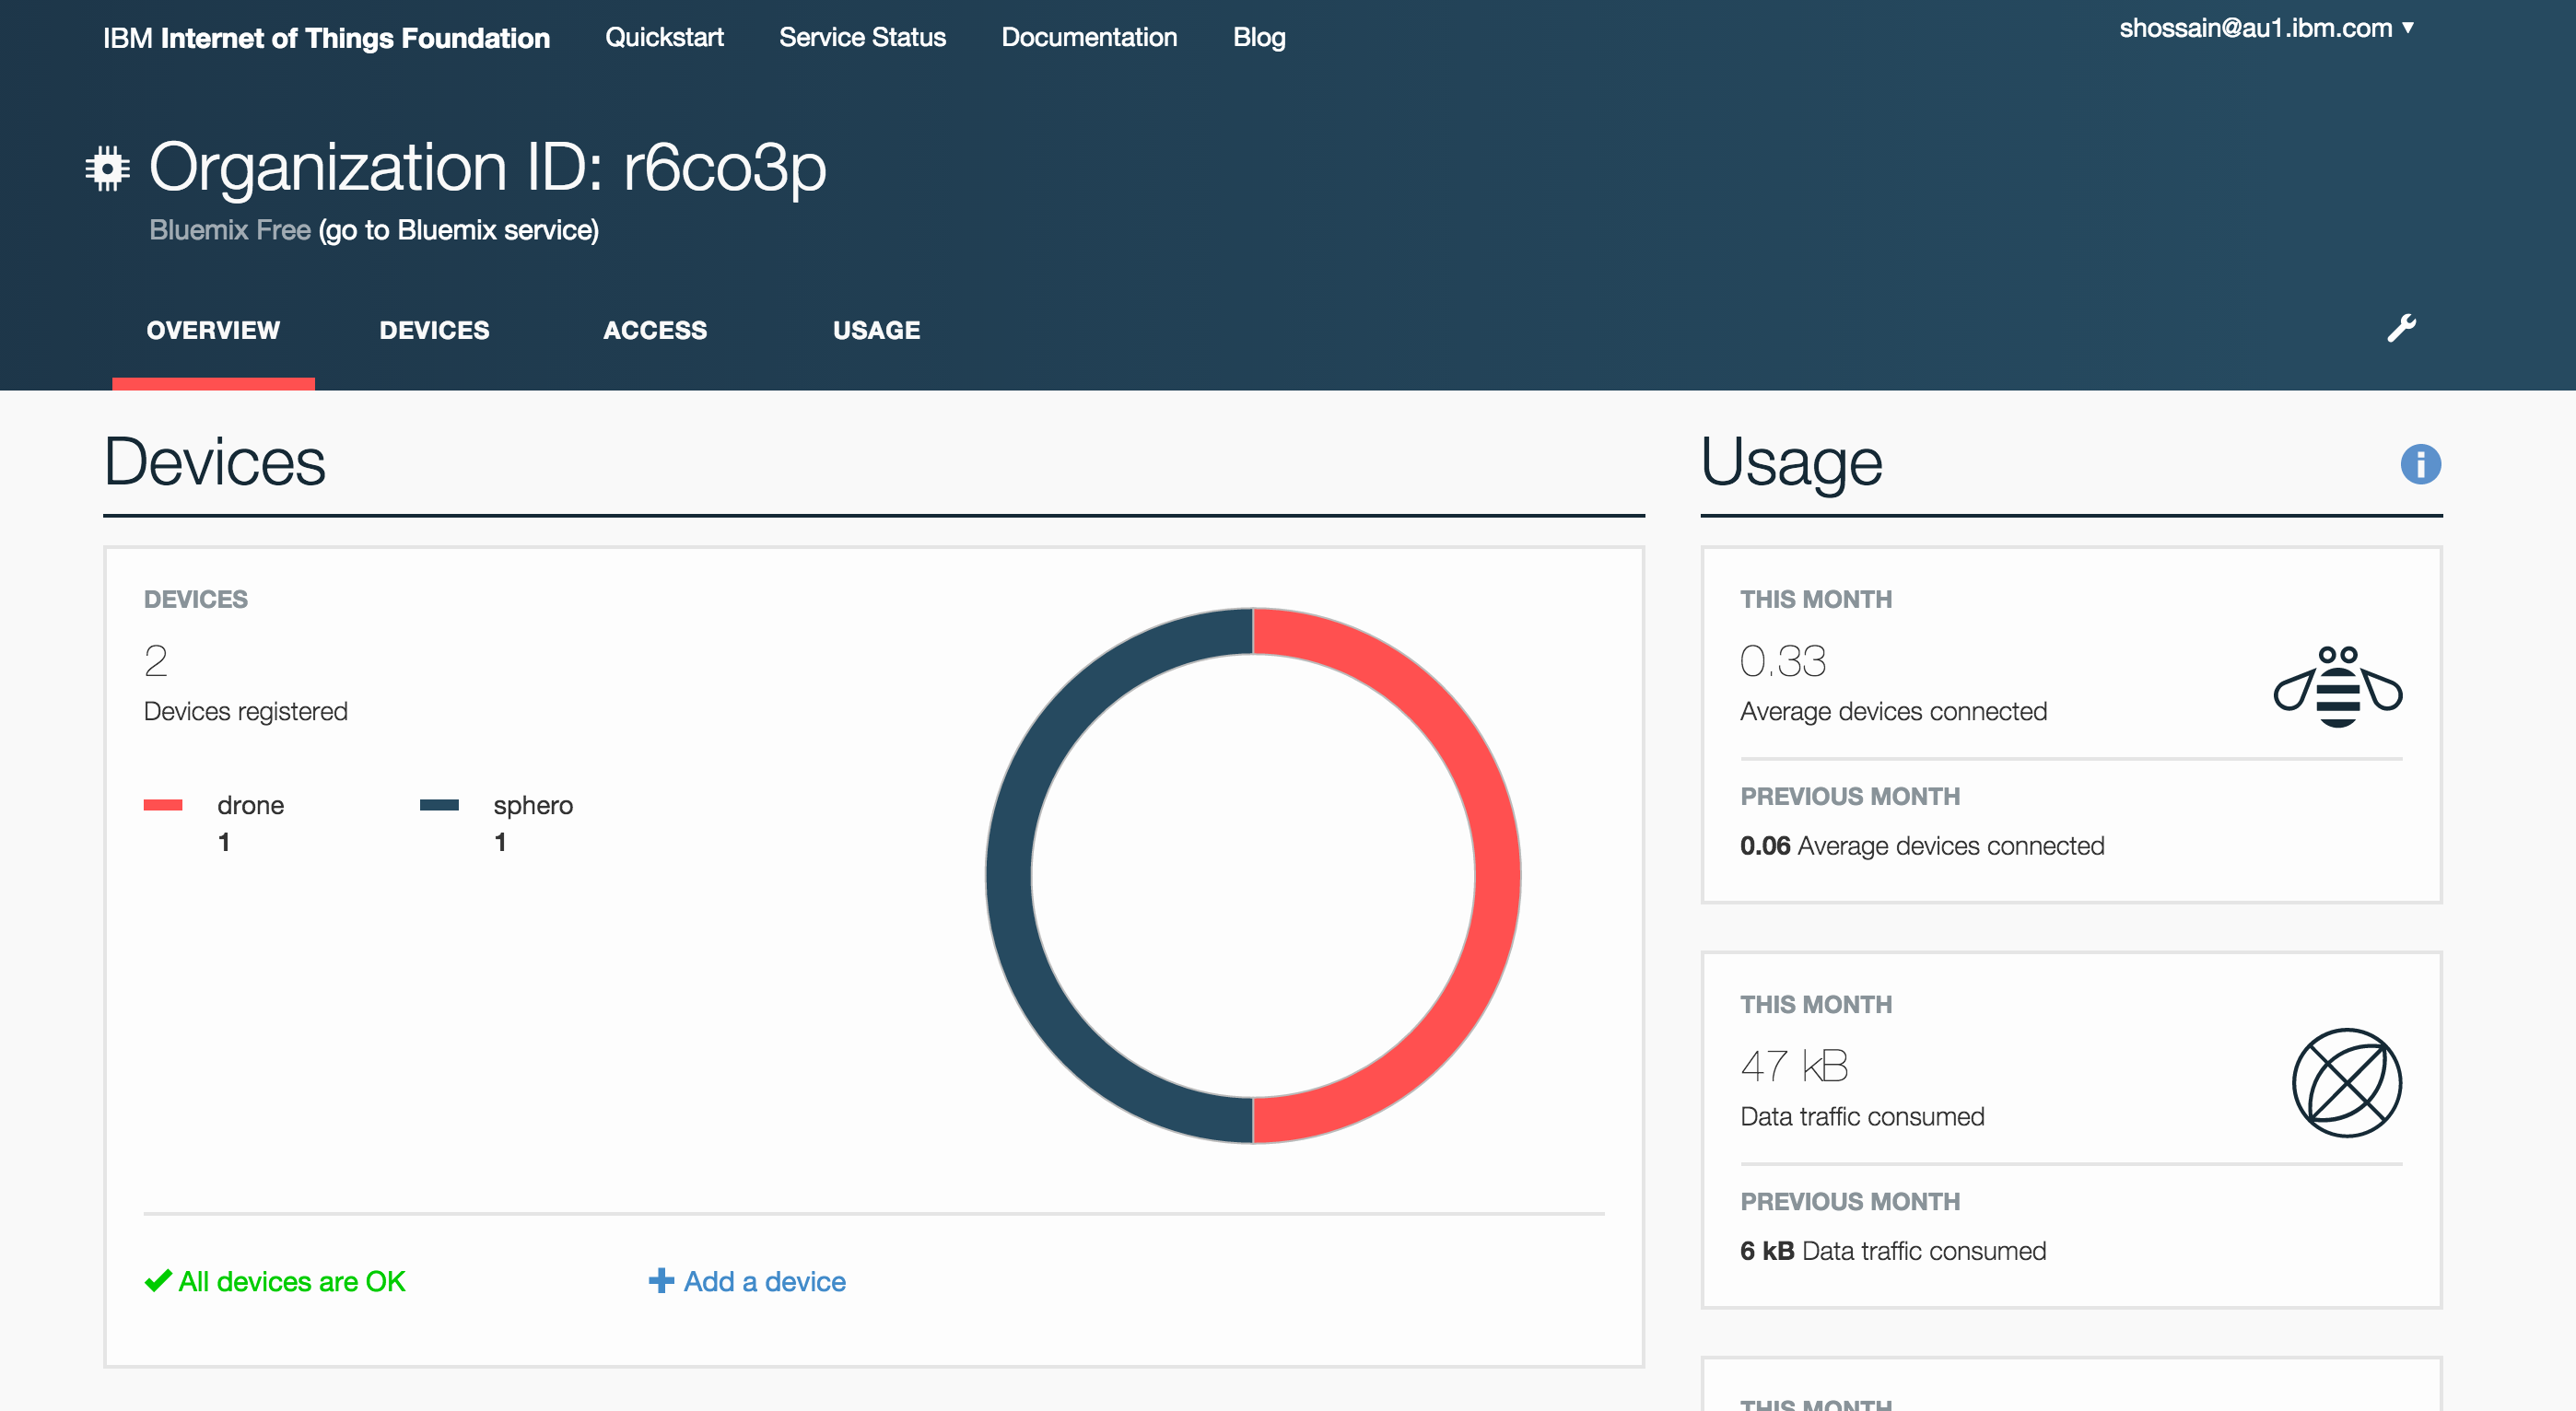 IBM Internet of Things Foundation Quickstart Service Status Documentation Blog shossain@au1.ibm.com
Organization ID: r6co3p
Bluemix Free (go to Bluemix service)
OVERVIEW DEVICES ACCESS USAGE
Devices
DEVICES
2
Devices registered
drone
1
sphero
1
All devices are OK
Add a device
Usage
THIS MONTH
0.33
Average devices connected
PREVIOUS MONTH
0.06 Average devices connected
THIS MONTH
47 kB
Data traffic consumed
PREVIOUS MONTH
6 kB Data traffic consumed
THIS MONTH